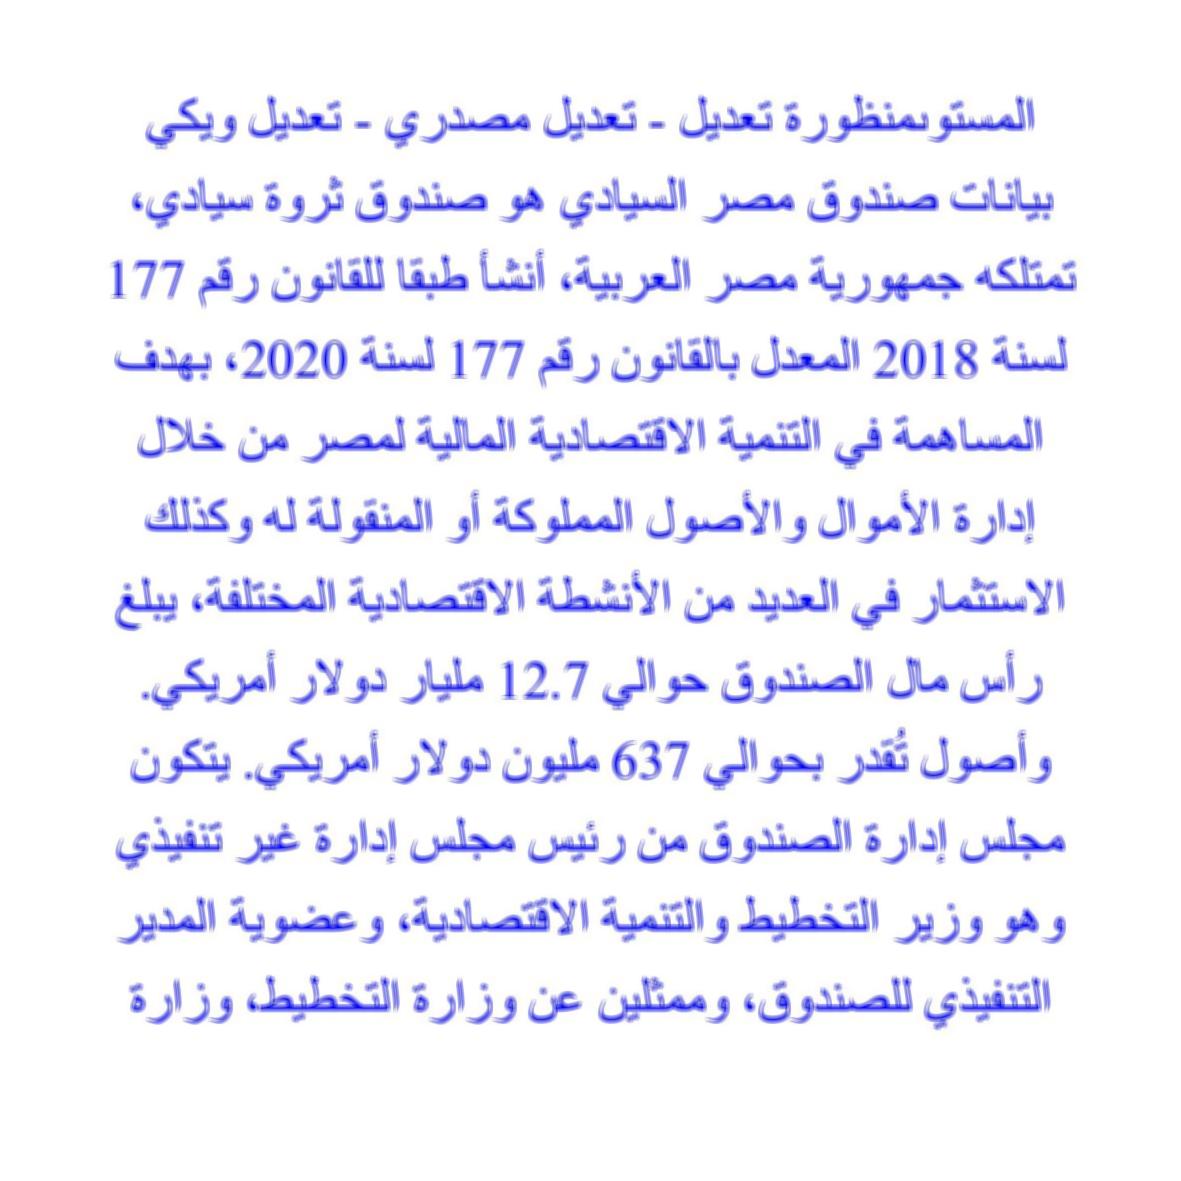 المستوىمنظورة تعديل - تعديل مصدري - تعديل ويكي
بيانات صندوق مصر السيادي هو صندوق ثروة سيادي،
تمتلكه جمهورية مصر العربية، أنشأ طبقا للقانون رقم 177
لسنة 2018 المعدل بالقانون رقم 177 لسنة 2020، بهدف
المساهمة في التنمية الاقتصادية المالية لمصر من خلال
إدارة الأموال والأصول المملوكة أو المنقولة له وكذلك
الاستثمار في العديد من الأنشطة الاقتصادية المختلفة، يبلغ
رأس مال الصندوق حوالي 12.7 مليار دولار أمريكي.
وأصول تُقدر بحوالي 637 مليون دولار أمريكي. يتكون
مجلس إدارة الصندوق من رئيس مجلس إدارة غير تنفيذي
وهو وزير التخطيط والتنمية الاقتصادية، وعضوية المدير
التنفيذي للصندوق، وممثلين عن وزارة التخطيط، وزارة